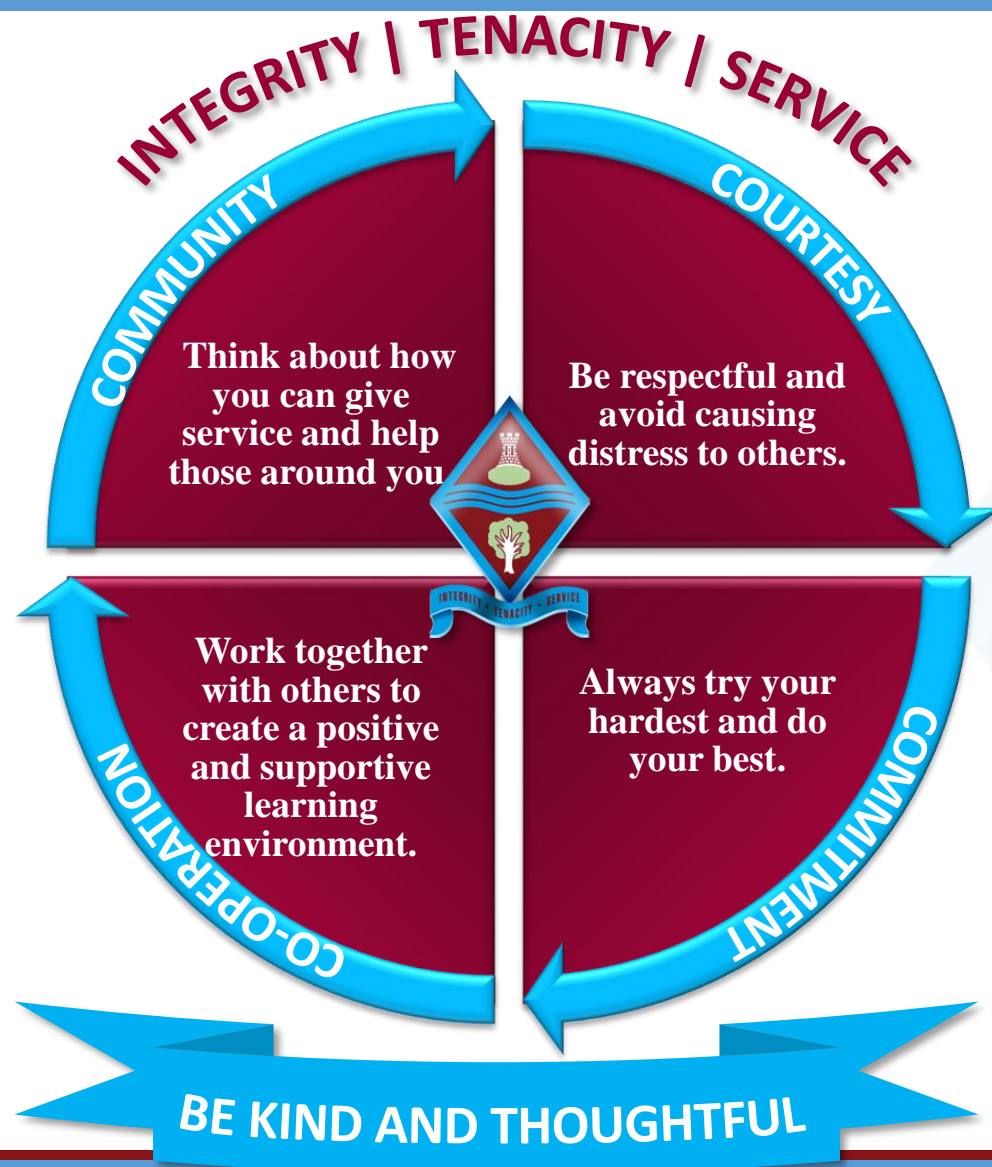 INTEGRITY | TENACITY | SERVICE
COMMUNITY
Think about how
you can give
service and help
those around you
COURTESY
Be respectful and
avoid causing
distress to others.
INTEGRITY • TENACITY • SERVICE
Work together
with others to
create a positive
and supportive
learning
environment.
CO-OPERATION
Always try your
hardest and do
your best.
COMMITMENT
BE KIND AND THOUGHTFUL